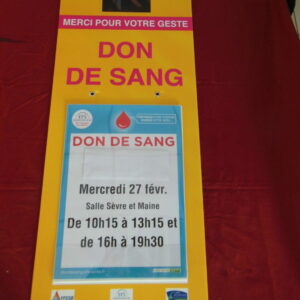 MERCI POUR VOTRE GESTE
DON
DE SANG
DON DE SANG
Mercredi 27 févr.
Salle Sèvre et Maine
De 10h15 à 13h15 et
de 16h à 19h30